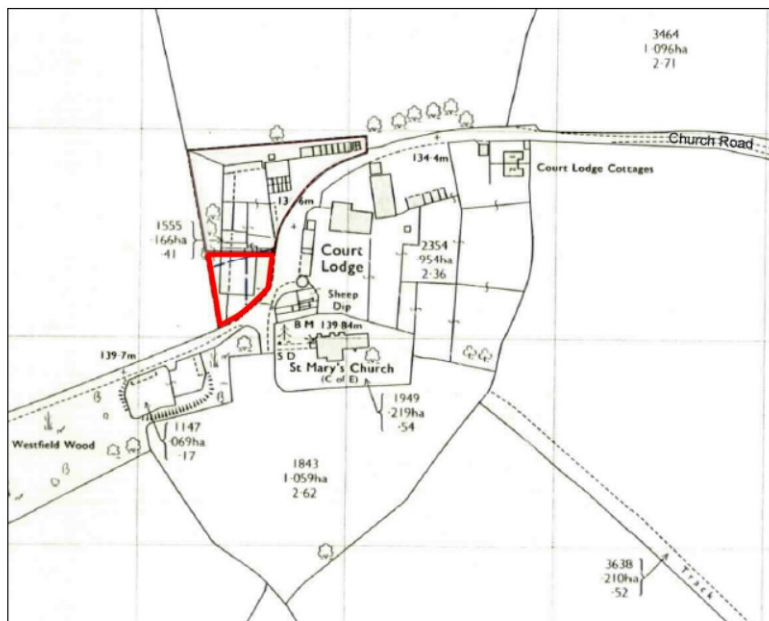 3464
1·096ha
2·71
Church Road
134·4m
Court Lodge Cottages
1555
·166ha
·41
Court
Lodge
2354
·954ha
2·36
Sheep
Dip
B M 139·84m
139·7m
S D
St Mary's Church
(C of E)
1949
·219ha
·54
1147
·069ha
·17
Westfield Wood
1843
1·059ha
2·62
3638
·210ha
·52
Track